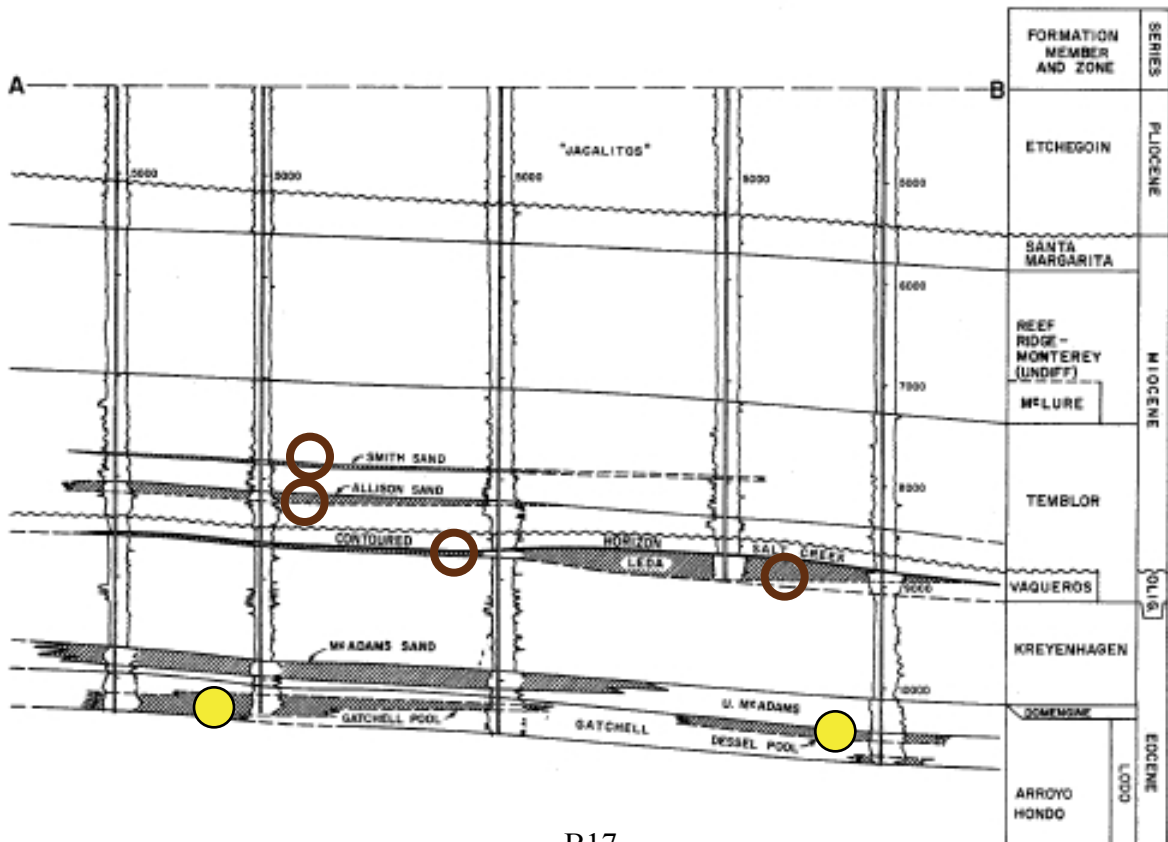 FORMATION
MEMBER
AND ZONE
SERIES
A
B
"JACALITOS"
ETCHEGOIN
PLIOCENE
5000
5000
5000
5000
5000
SANTA
MARGARITA
6000
REEF
RIDGE-
MONTEREY
(UNDIFF)
MIOCENE
7000
McLURE
SMITH SAND
ALLISON SAND
8000
TEMBLOR
CONTOURED HORIZON SALT CREEK
LEDA
9000
VAQUEROS
OLIG.
McADAMS SAND
KREYENHAGEN
U. McADAMS
10000
DOMENGINE
GATCHELL POOL
GATCHELL
DESSEL POOL
EOCENE
LODO
ARROYO
HONDO